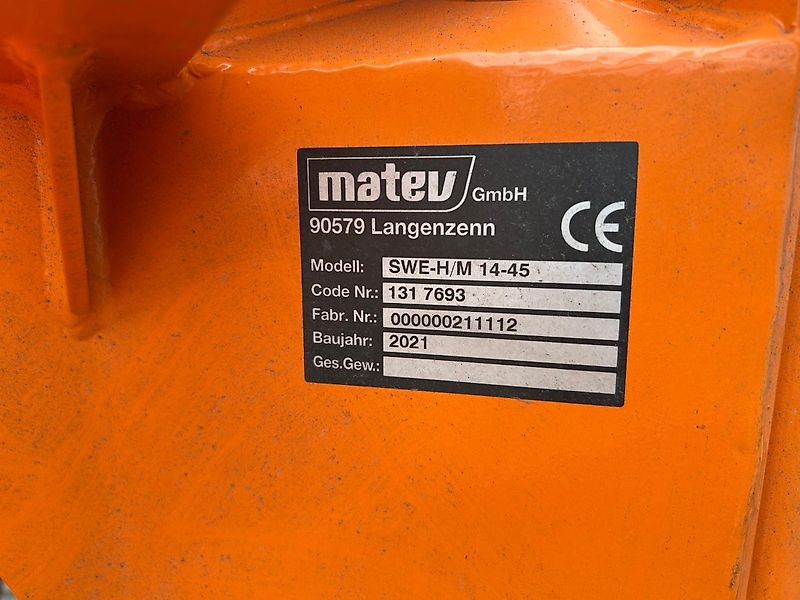 matev GmbH
90579 Langenzenn
CE
Modell: SWE-H/M 14-45
Code Nr.: 131 7693
Fabr. Nr.: 000000211112
Baujahr: 2021
Ges.Gew.: